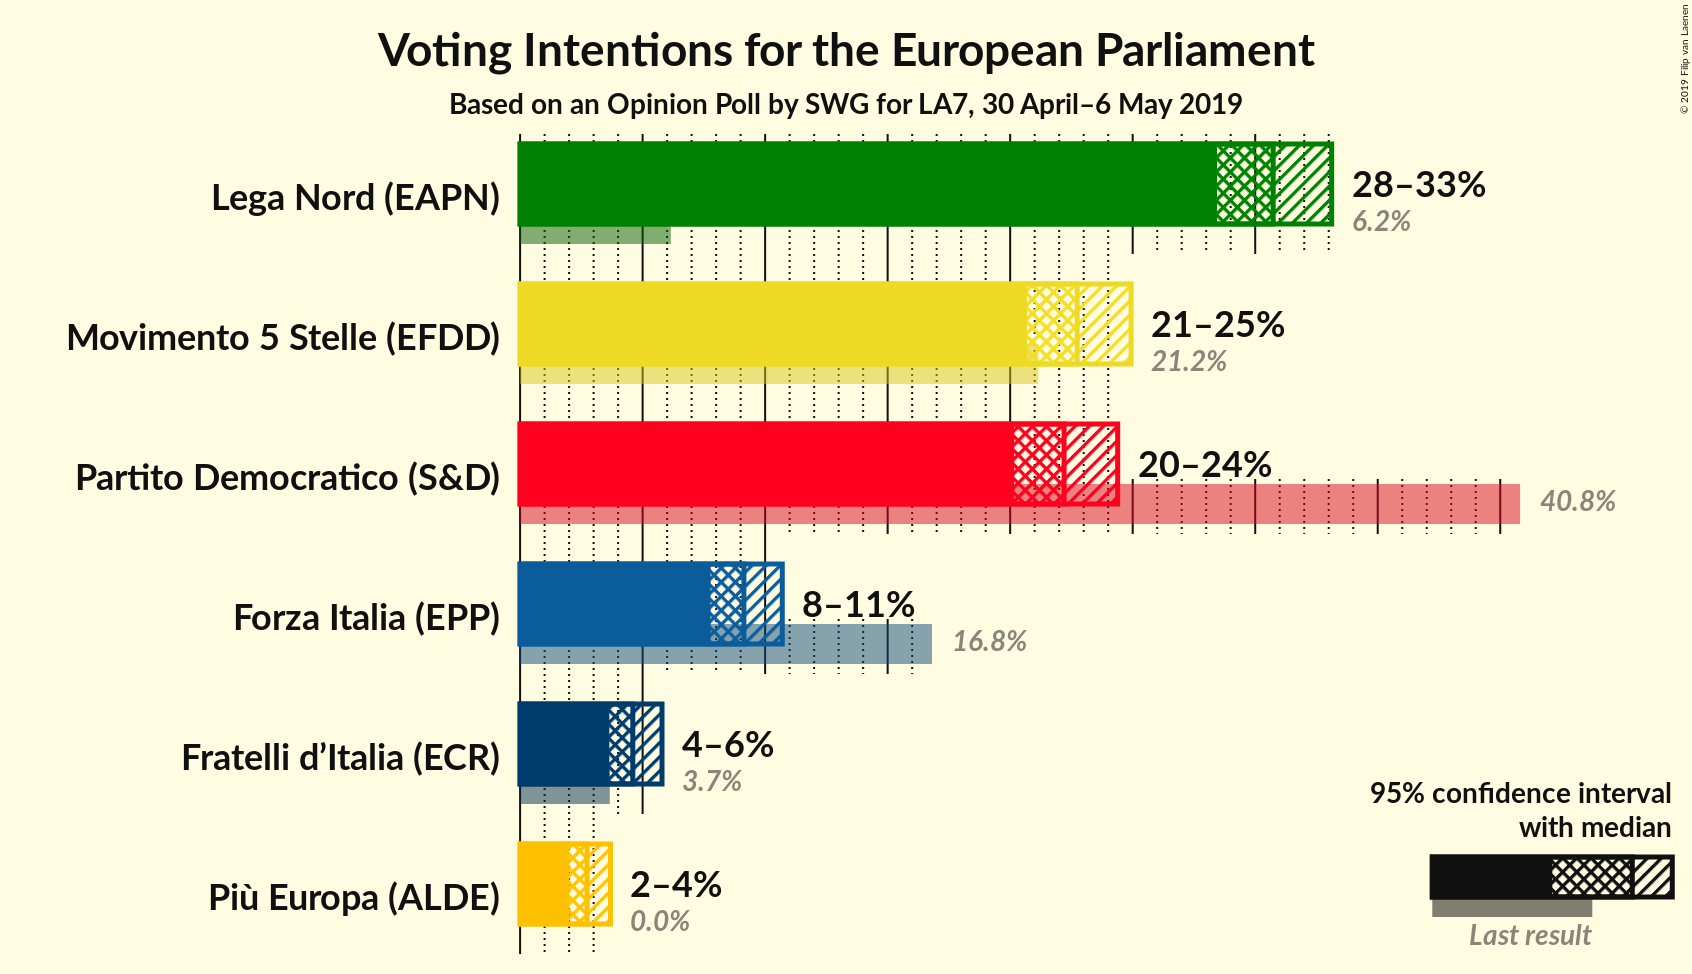 Voting Intentions for the European Parliament
Based on an Opinion Poll by SWG for LA7, 30 April–6 May 2019
© 2019 Filip van Laenen
Lega Nord (EAPN)
28–33%
6.2%
Movimento 5 Stelle (EFDD)
21–25%
21.2%
Partito Democratico (S&D)
20–24%
40.8%
Forza Italia (EPP)
8–11%
16.8%
Fratelli d’Italia (ECR)
4–6%
3.7%
Più Europa (ALDE)
2–4%
0.0%
95% confidence interval
with median
Last result